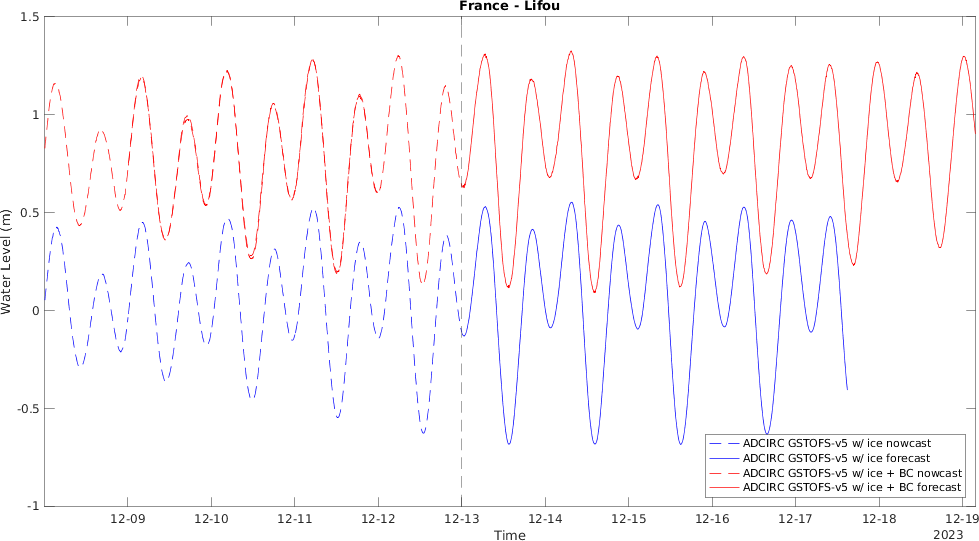 France - Lifou
Water Level (m)
1.5
1
0.5
0
-0.5
-1
ADCIRC GSTOFS-v5 w/ ice nowcast
ADCIRC GSTOFS-v5 w/ ice forecast
ADCIRC GSTOFS-v5 w/ ice + BC nowcast
ADCIRC GSTOFS-v5 w/ ice + BC forecast
12-09 12-10 12-11 12-12 12-13 12-14 12-15 12-16 12-17 12-18 12-19
Time
2023